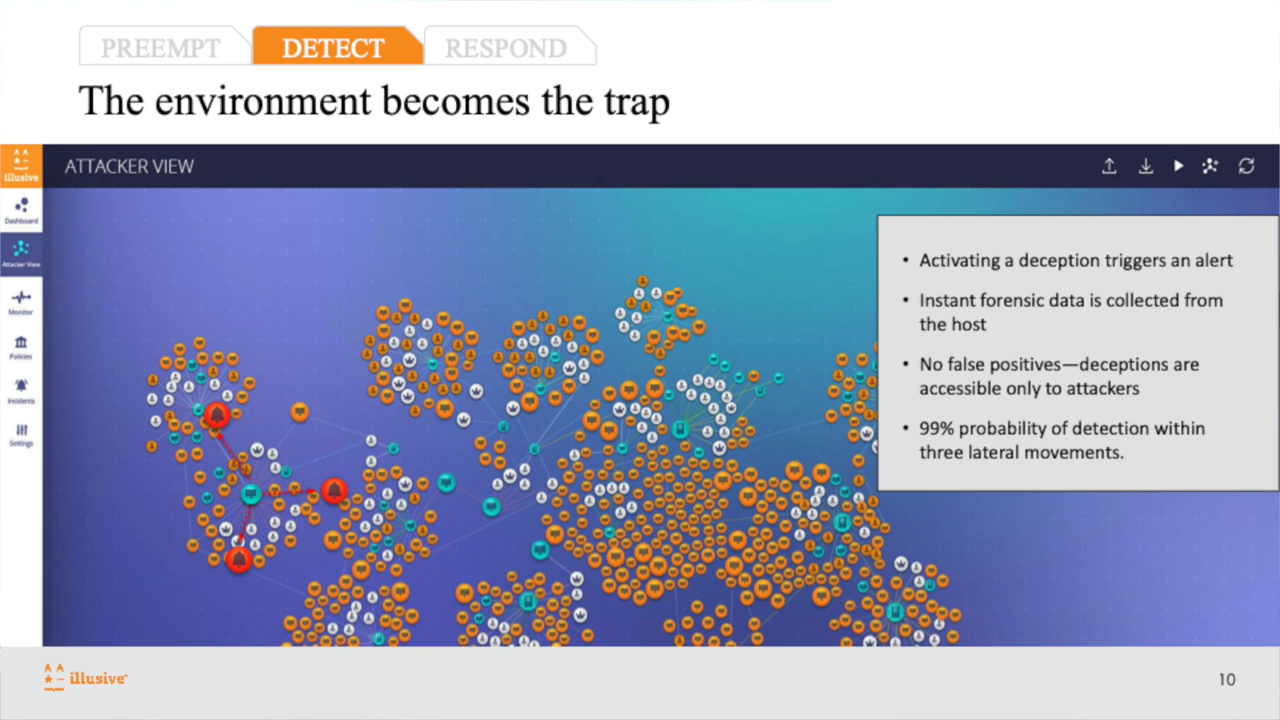 PREEMPT
DETECT
RESPOND
The environment becomes the trap
illusive
ATTACKER VIEW
Dashboard
Attacker View
Monitor
Policies
Incidents
Settings
• Activating a deception triggers an alert
• Instant forensic data is collected from
the host
• No false positives—deceptions are
accessible only to attackers
• 99% probability of detection within
three lateral movements.
illusive
10